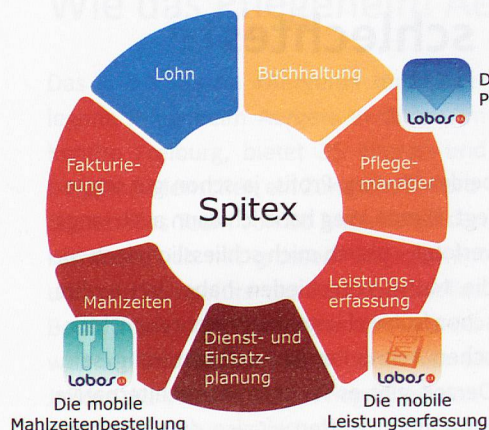 Lohn
Buchhaltung
Fakturie-
rung
Pflege-
manager
Spitex
Mahlzeiten
Leistungs-
erfassung
Dienst- und
Einsatz-
planung
Lobos
Lobos
Lobos
Die mobile
Mahlzeitenbestellung
Die mobile
Leistungserfassung